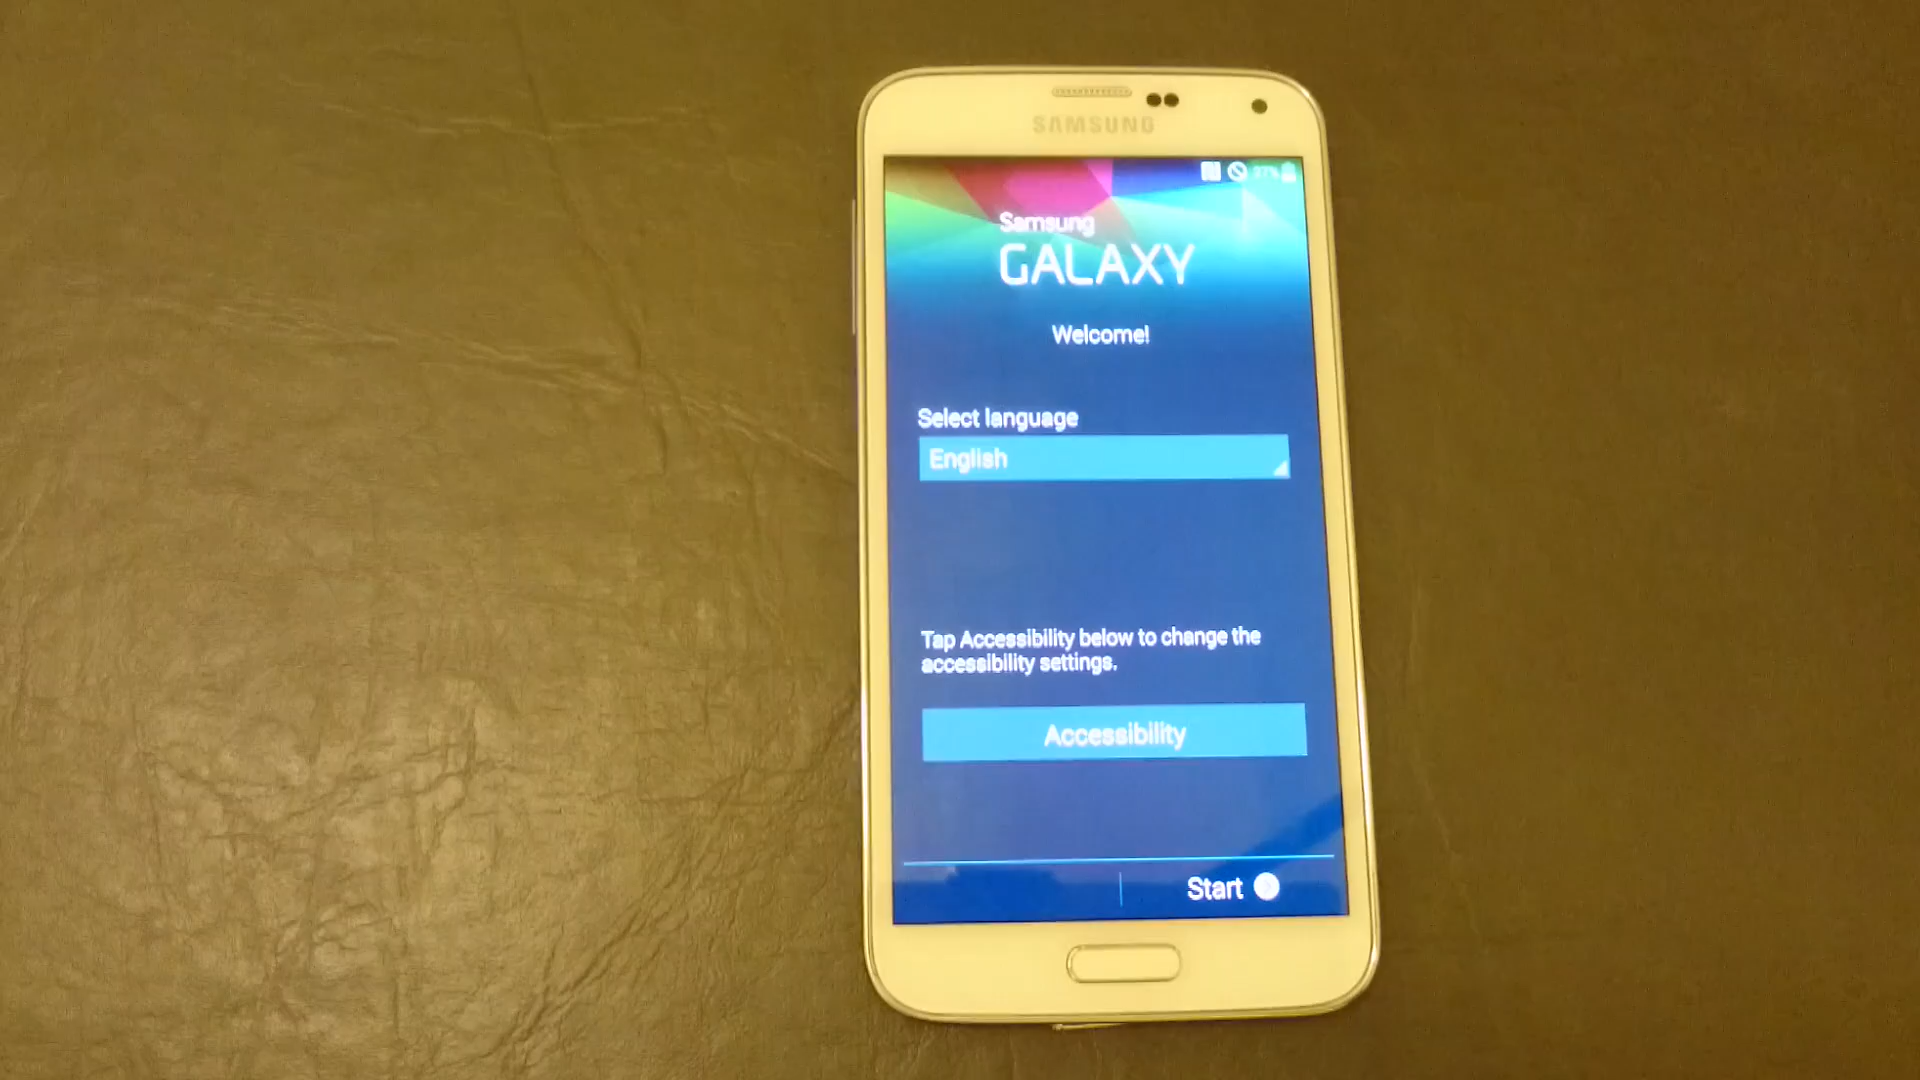 SAMSUNG
Samsung
GALAXY
Welcome!
Select language
English
Tap Accessibility below to change the
accessibility settings.
Accessibility
Start